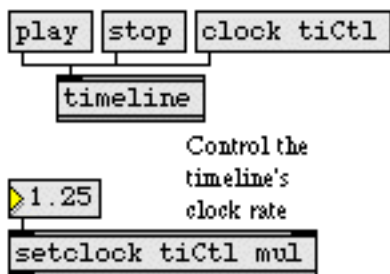 play stop clock tiCtl
timeline
Control the
timeline's
clock rate
1.25
setclock tiCtl mul